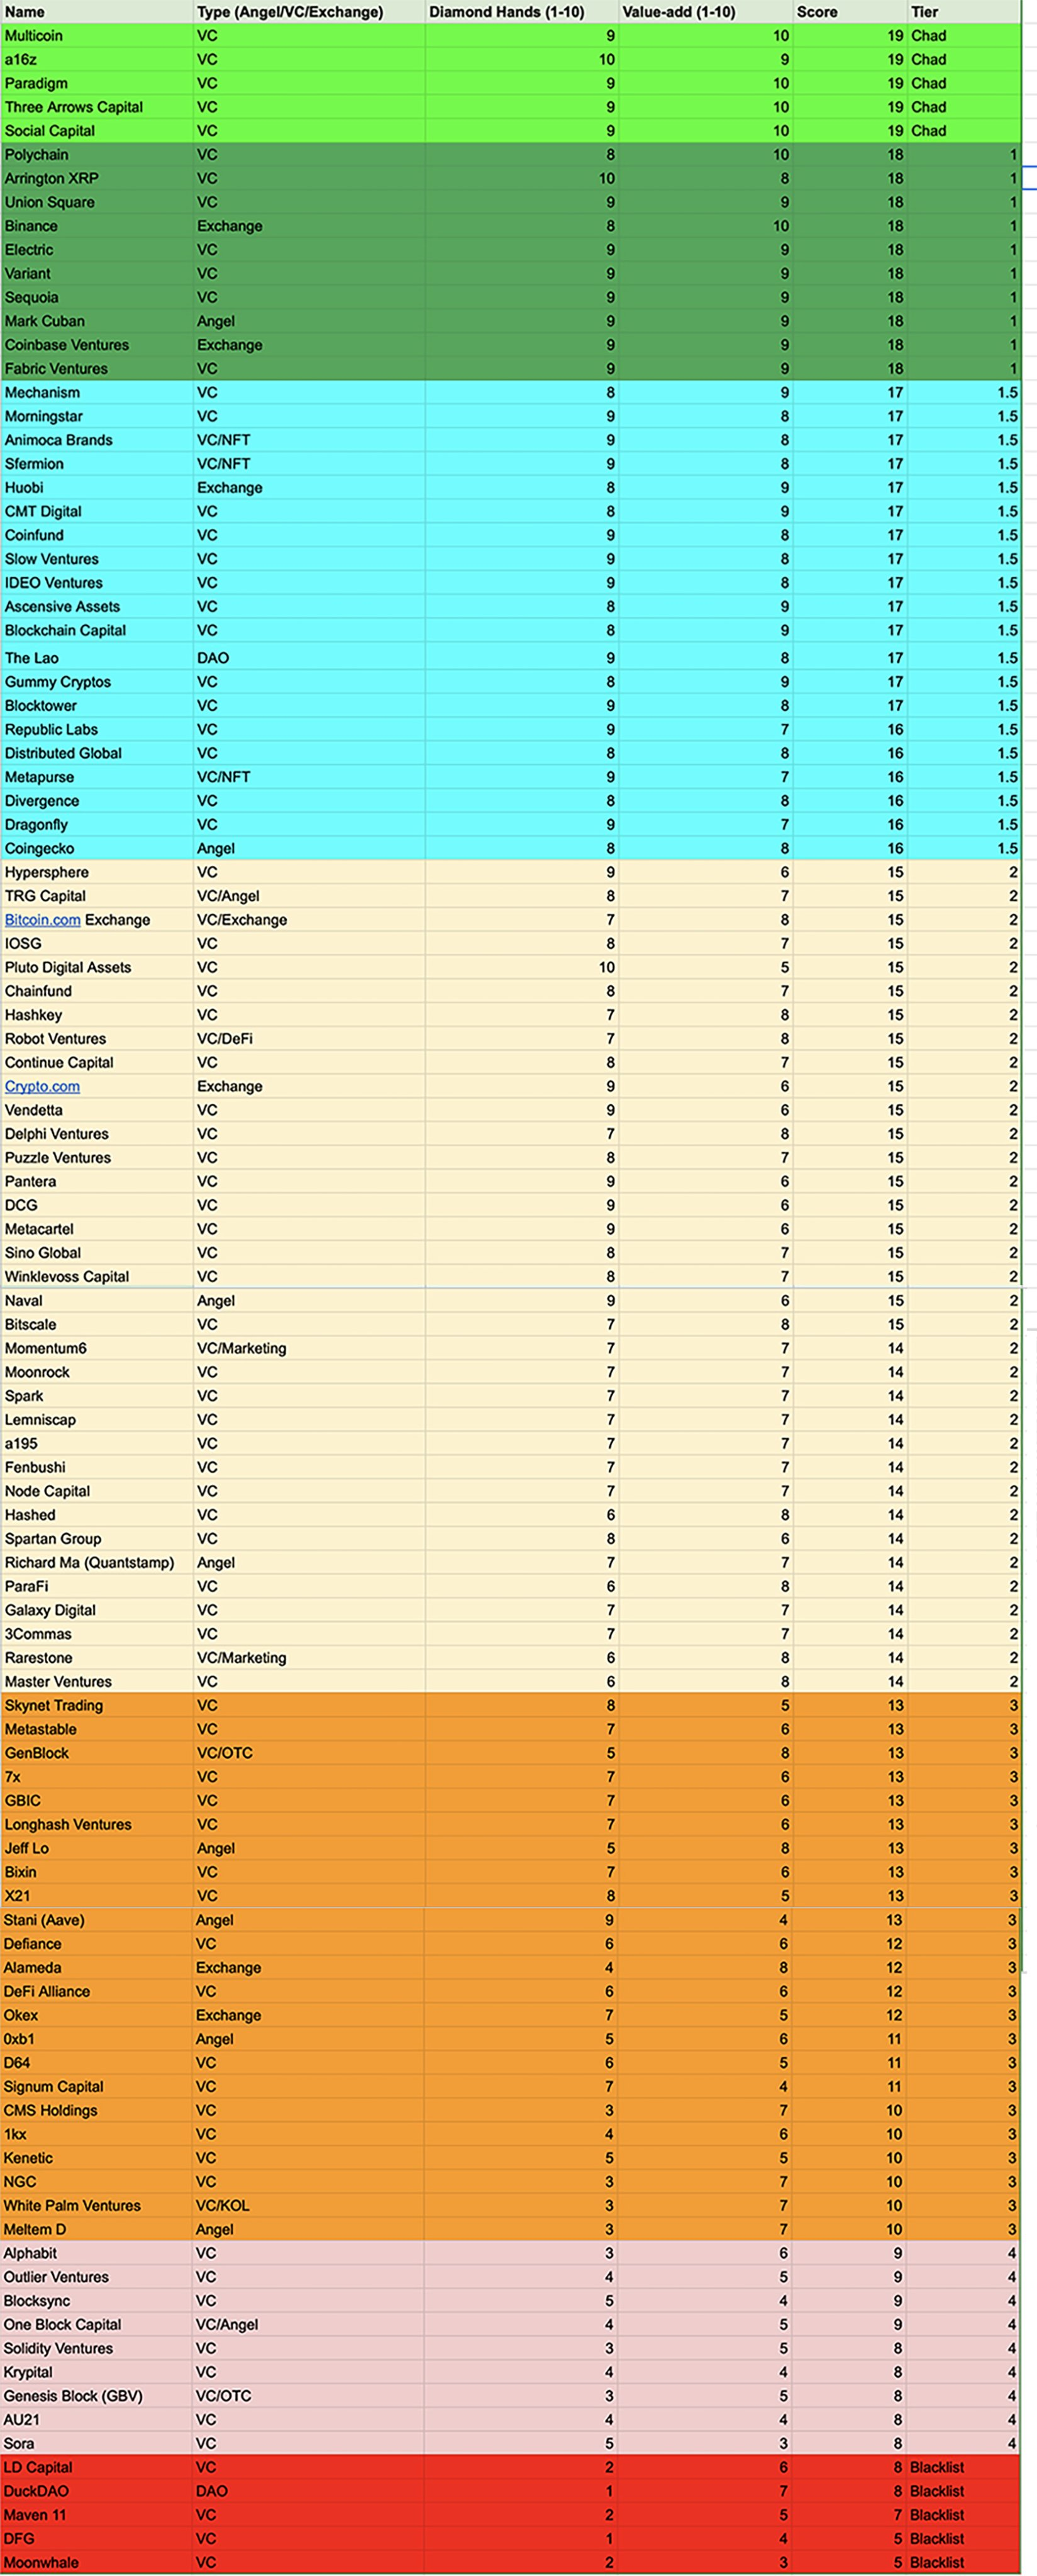 Name Type (Angel/VC/Exchange) Diamond Hands (1-10) Value-add (1-10) Score Tier
Multicoin VC 9 10 19 Chad
a16z VC 10 9 19 Chad
Paradigm VC 9 10 19 Chad
Three Arrows Capital VC 9 10 19 Chad
Social Capital VC 9 10 19 Chad
Polychain VC 8 10 18 1
Arrington XRP VC 10 8 18 1
Union Square VC 9 9 18 1
Binance Exchange 8 10 18 1
Electric VC 9 9 18 1
Variant VC 9 9 18 1
Sequoia VC 9 9 18 1
Mark Cuban Angel 9 9 18 1
Coinbase Ventures Exchange 9 9 18 1
Fabric Ventures VC 9 9 18 1
Mechanism VC 8 9 17 1.5
Morningstar VC 9 8 17 1.5
Animoca Brands VC/NFT 9 8 17 1.5
Sfermion VC/NFT 9 8 17 1.5
Huobi Exchange 8 9 17 1.5
CMT Digital VC 8 9 17 1.5
Coinfund VC 9 8 17 1.5
Slow Ventures VC 9 8 17 1.5
IDEO Ventures VC 9 8 17 1.5
Ascensive Assets VC 8 9 17 1.5
Blockchain Capital VC 8 9 17 1.5
The Lao DAO 9 8 17 1.5
Gummy Cryptos VC 8 9 17 1.5
Blocktower VC 9 8 17 1.5
Republic Labs VC 9 7 16 1.5
Distributed Global VC 8 8 16 1.5
Metapurse VC/NFT 9 7 16 1.5
Divergence VC 8 8 16 1.5
Dragonfly VC 9 7 16 1.5
Coingecko Angel 8 8 16 1.5
Hypersphere VC 9 6 15 2
TRG Capital VC/Angel 8 7 15 2
Bitcoin.com Exchange VC/Exchange 7 8 15 2
IOSG VC 8 7 15 2
Pluto Digital Assets VC 10 5 15 2
Chainfund VC 8 7 15 2
Hashkey VC 7 8 15 2
Robot Ventures VC/DeFi 7 8 15 2
Continue Capital VC 8 7 15 2
Crypto.com Exchange 9 6 15 2
Vendetta VC 9 6 15 2
Delphi Ventures VC 7 8 15 2
Puzzle Ventures VC 8 7 15 2
Pantera VC 9 6 15 2
DCG VC 9 6 15 2
Metacartel VC 9 6 15 2
Sino Global VC 8 7 15 2
Winklevoss Capital VC 8 7 15 2
Naval Angel 9 6 15 2
Bitscale VC 7 8 15 2
Momentum6 VC/Marketing 7 7 14 2
Moonrock VC 7 7 14 2
Spark VC 7 7 14 2
Lemniscap VC 7 7 14 2
a195 VC 7 7 14 2
Fenbushi VC 7 7 14 2
Node Capital VC 7 7 14 2
Hashed VC 6 8 14 2
Spartan Group VC 8 6 14 2
Richard Ma (Quantstamp) Angel 7 7 14 2
ParaFi VC 6 8 14 2
Galaxy Digital VC 7 7 14 2
3Commas VC 7 7 14 2
Rarestone VC/Marketing 6 8 14 2
Master Ventures VC 6 8 14 2
Skynet Trading VC 8 5 13 3
Metastable VC 7 6 13 3
GenBlock VC/OTC 5 8 13 3
7x VC 7 6 13 3
GBIC VC 7 6 13 3
Longhash Ventures VC 7 6 13 3
Jeff Lo Angel 5 8 13 3
Bixin VC 7 6 13 3
X21 VC 8 5 13 3
Stani (Aave) Angel 9 4 13 3
Defiance VC 6 6 12 3
Alameda Exchange 4 8 12 3
DeFi Alliance VC 6 6 12 3
Okex Exchange 7 5 12 3
0xb1 Angel 5 6 11 3
D64 VC 6 5 11 3
Signum Capital VC 7 4 11 3
CMS Holdings VC 3 7 10 3
1kx VC 4 6 10 3
Kenetic VC 5 5 10 3
NGC VC 3 7 10 3
White Palm Ventures VC/KOL 3 7 10 3
Meltem D Angel 3 7 10 3
Alphabit VC 3 6 9 4
Outlier Ventures VC 4 5 9 4
Blocksync VC 5 4 9 4
One Block Capital VC/Angel 4 5 9 4
Solidity Ventures VC 3 5 8 4
Krypital VC 4 4 8 4
Genesis Block (GBV) VC/OTC 3 5 8 4
AU21 VC 4 4 8 4
Sora VC 5 3 8 4
LD Capital VC 2 6 8 Blacklist
DuckDAO DAO 1 7 8 Blacklist
Maven 11 VC 2 5 7 Blacklist
DFG VC 1 4 5 Blacklist
Moonwhale VC 2 3 5 Blacklist